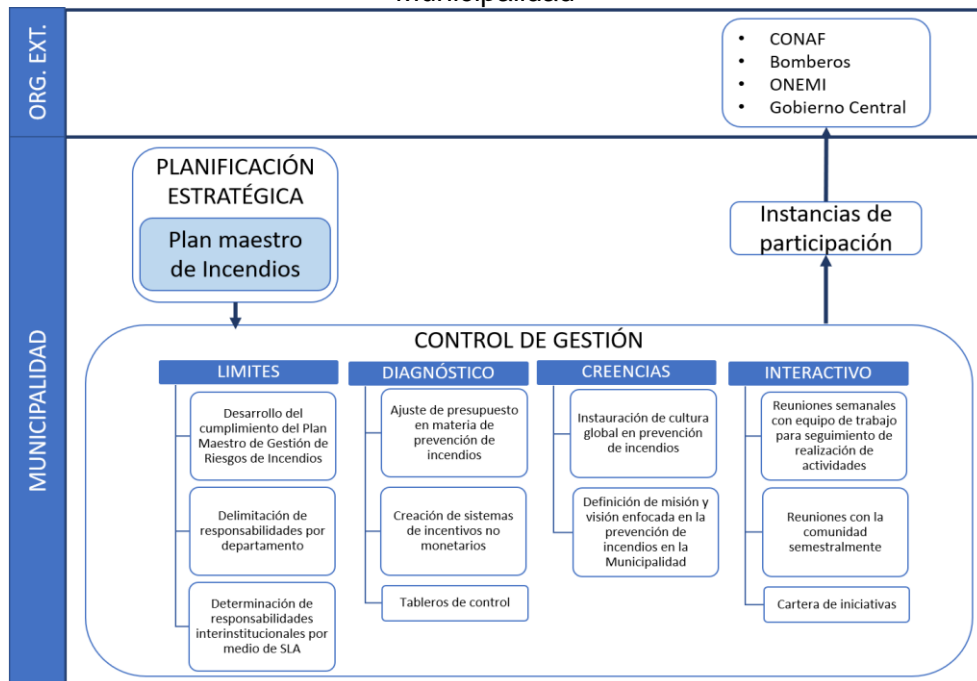 Municipalidad
ORG. EXT.
• CONAF
• Bomberos
• ONEMI
• Gobierno Central
MUNICIPALIDAD
PLANIFICACIÓN
ESTRATÉGICA
Plan maestro
de Incendios
Instancias de
participación
CONTROL DE GESTIÓN
LIMITES
Desarrollo del
cumplimiento del Plan
Maestro de Gestión de
Riesgos de Incendios
Delimitación de
responsabilidades por
departamento
Determinación de
responsabilidades
interinstitucionales por
medio de SLA
DIAGNÓSTICO
Ajuste de presupuesto
en materia de
prevención de
incendios
Creación de sistemas
de incentivos no
monetarios
Tableros de control
CREENCIAS
Instauración de cultura
global en prevención
de incendios
Definición de misión y
visión enfocada en la
prevención de
incendios en la
Municipalidad
INTERACTIVO
Reuniones semanales
con equipo de trabajo
para seguimiento de
realización de
actividades
Reuniones con la
comunidad
semestralmente
Cartera de iniciativas